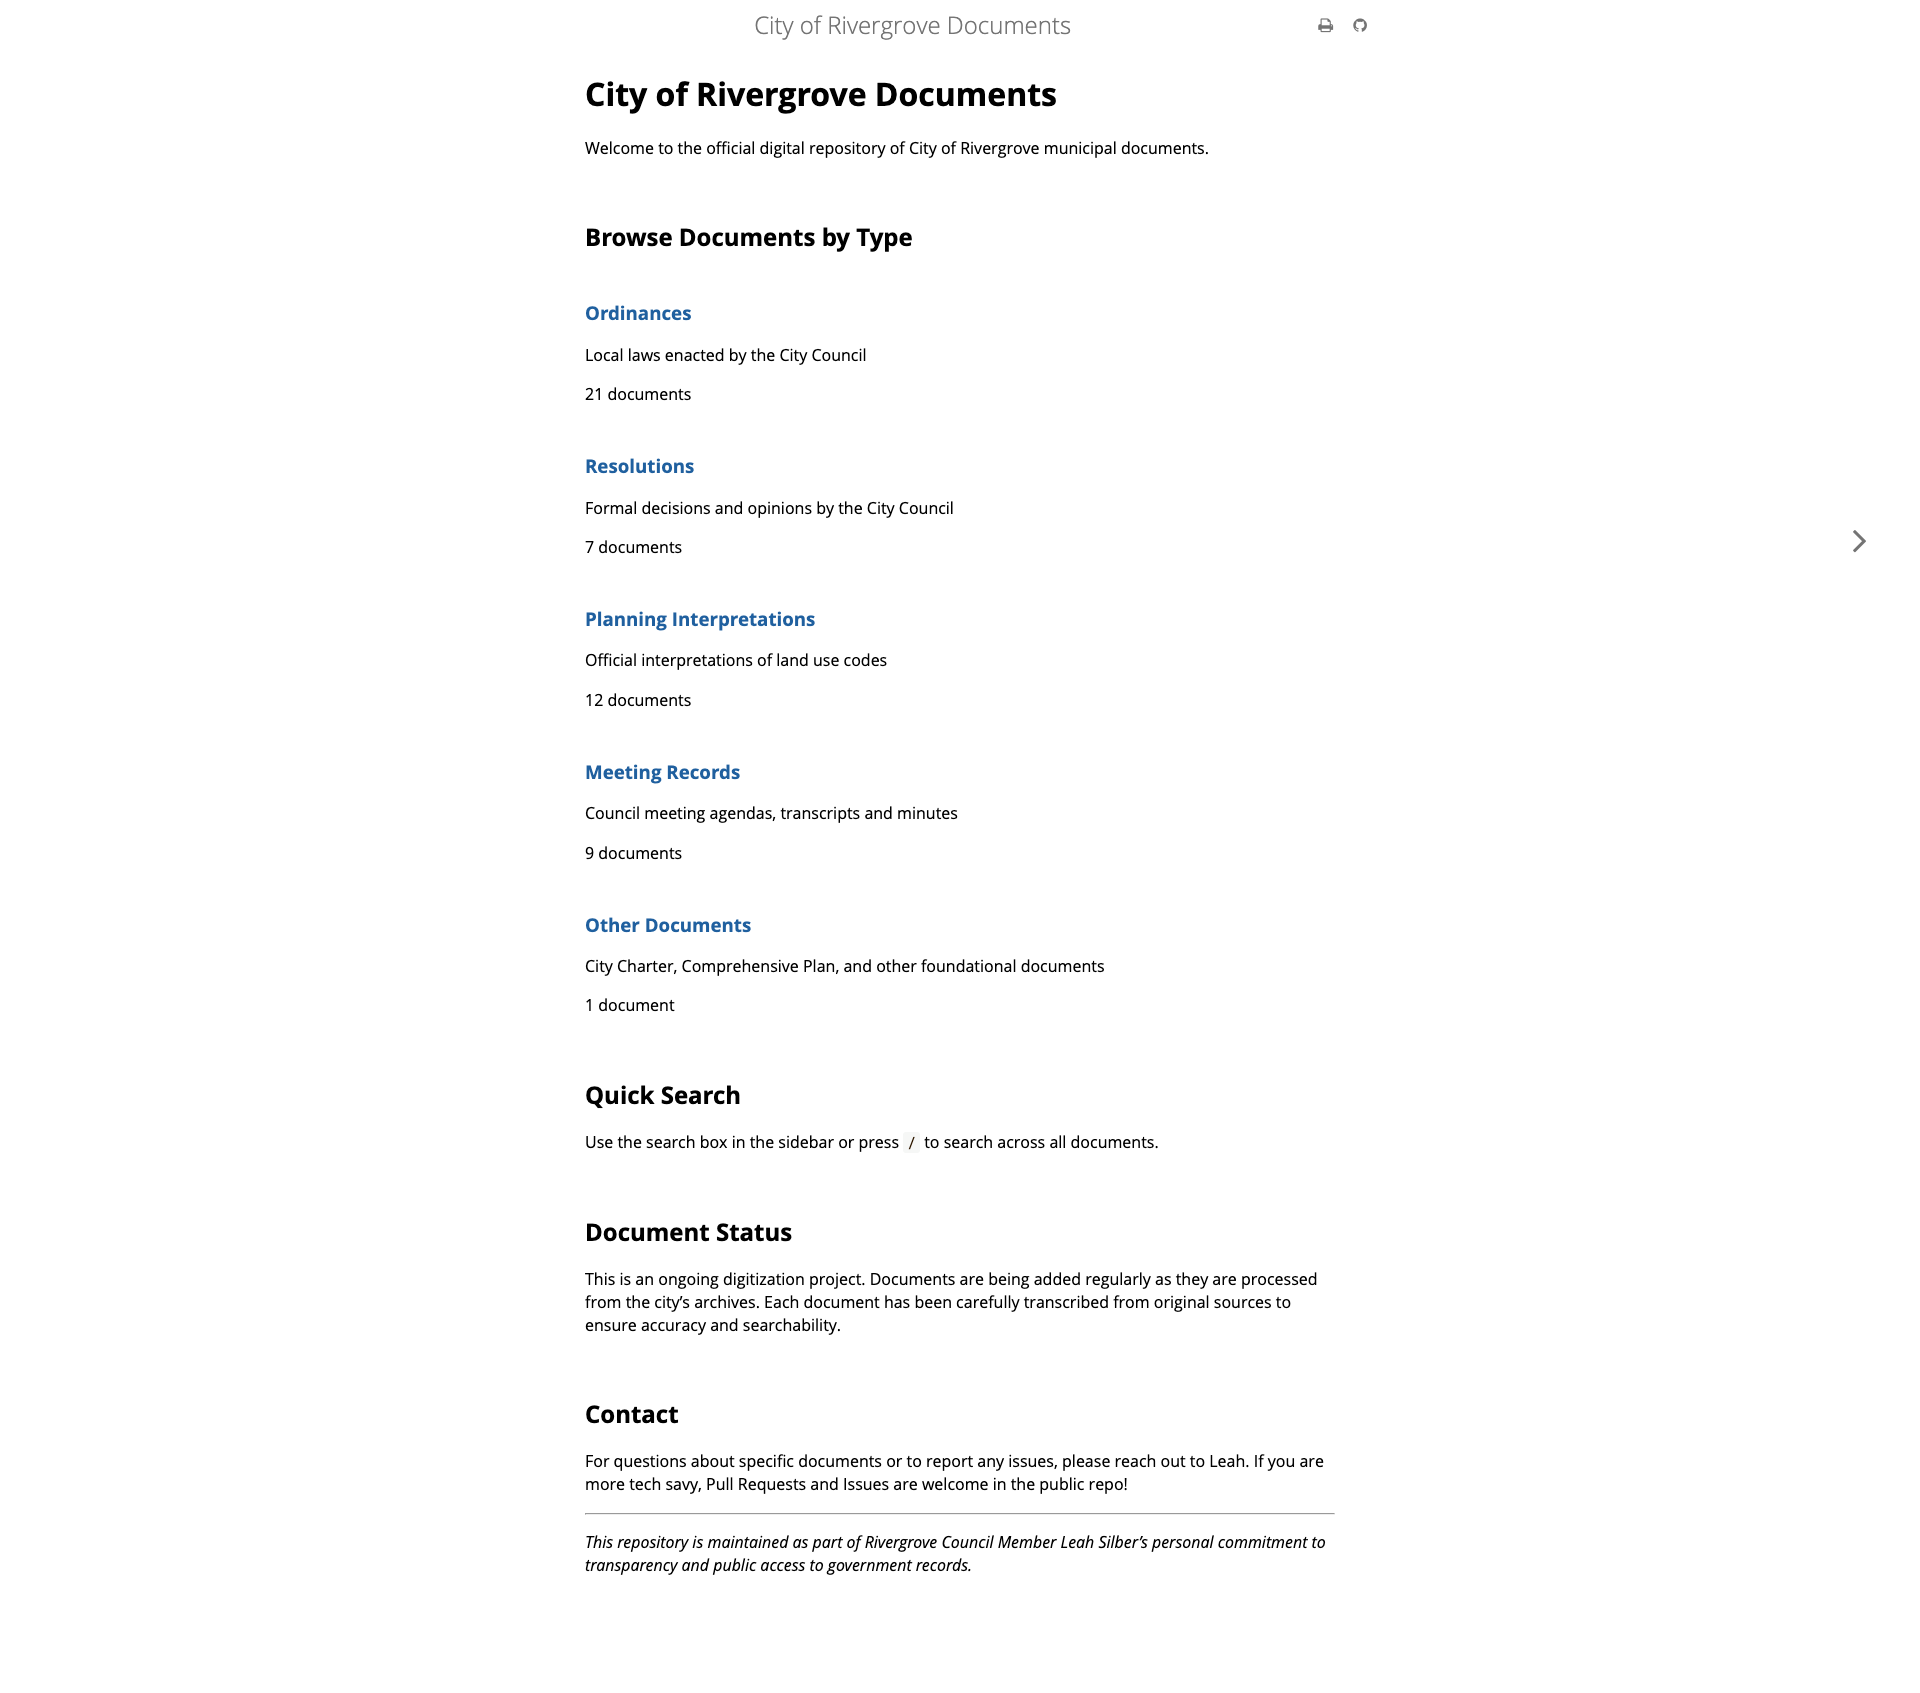 City of Rivergrove Documents
City of Rivergrove Documents
Welcome to the official digital repository of City of Rivergrove municipal documents.
Browse Documents by Type
Ordinances
Local laws enacted by the City Council
21 documents
Resolutions
Formal decisions and opinions by the City Council
7 documents
Planning Interpretations
Official interpretations of land use codes
12 documents
Meeting Records
Council meeting agendas, transcripts and minutes
9 documents
Other Documents
City Charter, Comprehensive Plan, and other foundational documents
1 document
Quick Search
Use the search box in the sidebar or press / to search across all documents.
Document Status
This is an ongoing digitization project. Documents are being added regularly as they are processed
from the city’s archives. Each document has been carefully transcribed from original sources to
ensure accuracy and searchability.
Contact
For questions about specific documents or to report any issues, please reach out to Leah. If you are
more tech savy, Pull Requests and Issues are welcome in the public repo!
This repository is maintained as part of Rivergrove Council Member Leah Silber’s personal commitment to
transparency and public access to government records.